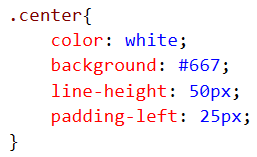 .center{
    color: white;
    background: #667;
    line-height: 50px;
    padding-left: 25px;
}